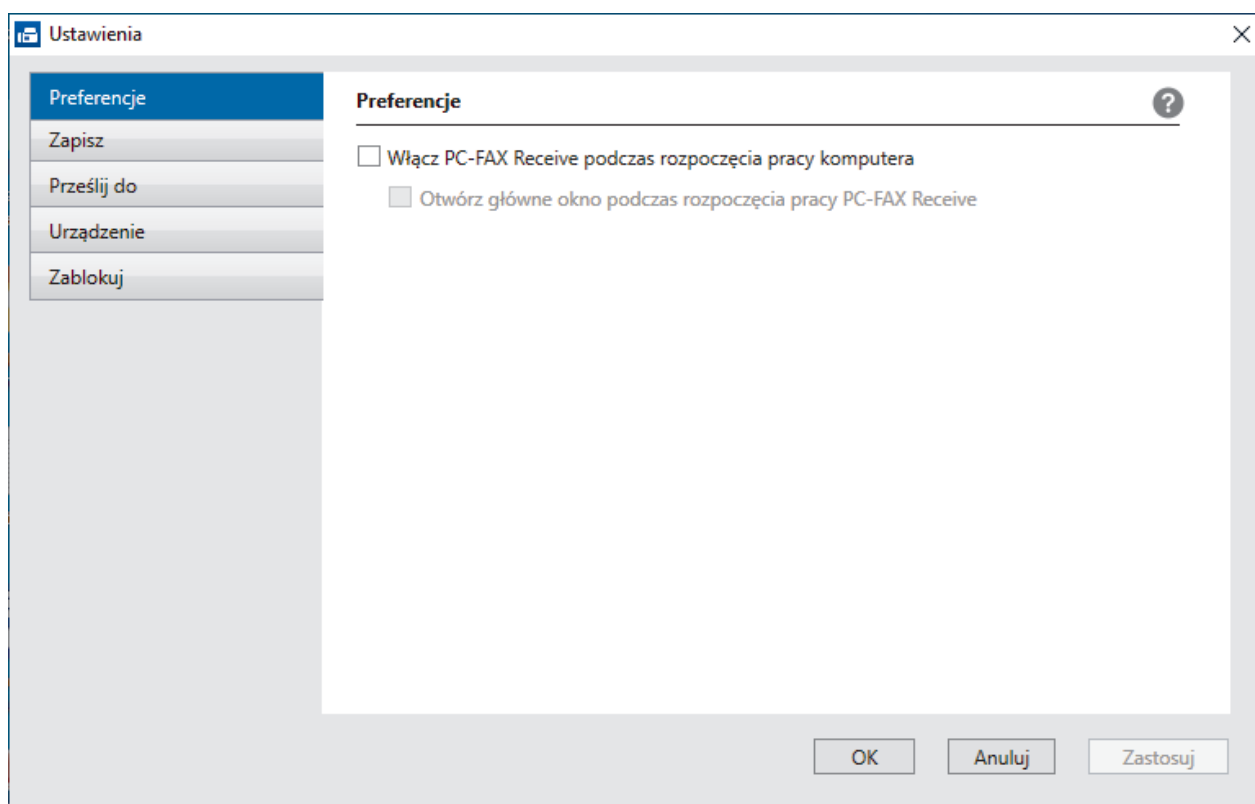 Ustawienia
Preferencje
Zapisz
Prześlij do
Urządzenie
Zablokuj
Preferencje
?
Włącz PC-FAX Receive podczas rozpoczęcia pracy komputera
Otwórz główne okno podczas rozpoczęcia pracy PC-FAX Receive
OK
Anuluj
Zastosuj